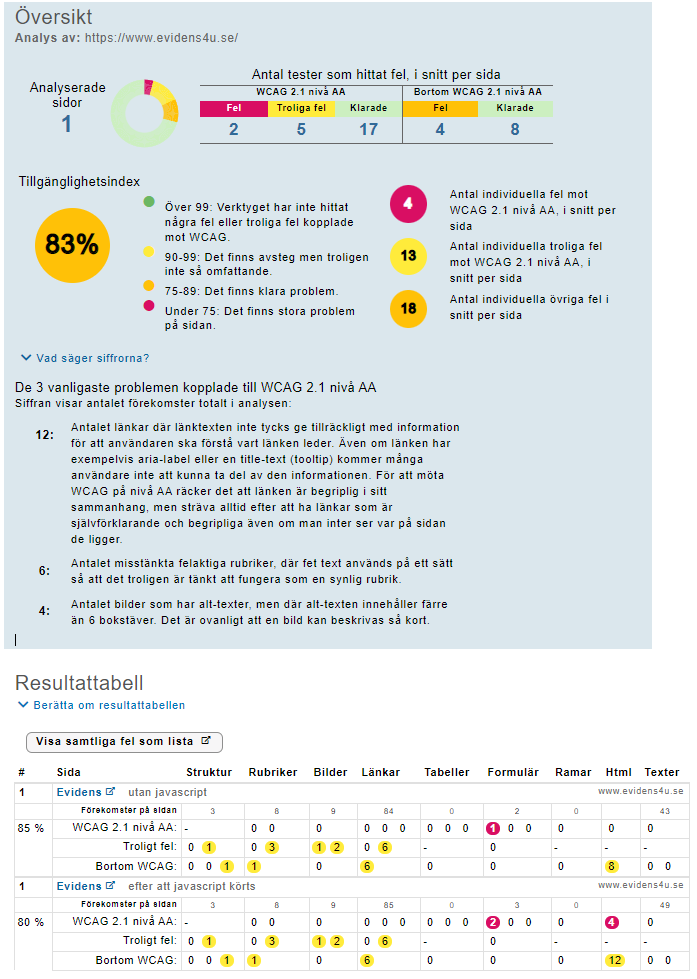 Översikt
Analys av: https://www.evidens4u.se/
Analyserade
sidor
1
Antal tester som hittat fel, i snitt per sida
WCAG 2.1 nivå AA Bortom WCAG 2.1 nivå AA
Fel Troliga fel Klarade Fel Klarade
2 5 17 4 8
Tillgänglighetsindex
83%
Över 99: Verktyget har inte hittat
några fel eller troliga fel kopplade
mot WCAG.
90-99: Det finns avsteg men troligen
inte så omfattande.
75-89: Det finns klara problem.
Under 75: Det finns stora problem
på sidan.
4
Antal individuella fel mot
WCAG 2.1 nivå AA, i snitt per
sida
13
Antal individuella troliga fel
mot WCAG 2.1 nivå AA, i
snitt per sida
18
Antal individuella övriga fel i
snitt per sida
Vad säger siffrorna?
De 3 vanligaste problemen kopplade till WCAG 2.1 nivå AA
Siffran visar antalet förekomster totalt i analysen:
12:
Antalet länkar där länktexten inte tycks ge tillräckligt med information
för att användaren ska förstå vart länken leder. Även om länken har
exempelvis aria-label eller en title-text (tooltip) kommer många
användare inte att kunna ta del av den informationen. För att möta
WCAG på nivå AA räcker det att länken är begriplig i sitt
sammanhang, men sträva alltid efter att ha länkar som är
självförklarande och begripliga även om man inter ser var på sidan
de ligger.
6:
Antalet misstänkta felaktiga rubriker, där fet text används på ett sätt
så att det troligen är tänkt att fungera som en synlig rubrik.
4:
Antalet bilder som har alt-texter, men där alt-texten innehåller färre
än 6 bokstäver. Det är ovanligt att en bild kan beskrivas så kort.
Resultattabell
Berätta om resultattabellen
Visa samtliga fel som lista
# Sida Struktur Rubriker Bilder Länkar Tabeller Formulär Ramar Html Texter
1 Evidens utan javascript www.evidens4u.se
Förekomster på sidan 3 8 9 84 0 2 0 43
85 % WCAG 2.1 nivå AA: - 0 0 0 0 0 0 0 0 0 1 0 0 0 0 0
Troligt fel: 0 1 0 3 1 2 0 6 - 0 - - -
Bortom WCAG: 0 0 1 1 6 0 0 8 0 0
1 Evidens efter att javascript körts www.evidens4u.se
Förekomster på sidan 3 8 9 85 0 3 0 49
80 % WCAG 2.1 nivå AA: - 0 0 0 0 0 0 0 0 0 2 0 0 0 4 0
Troligt fel: 0 1 0 3 1 2 0 6 - 0 - - -
Bortom WCAG: 0 0 1 1 6 0 0 12 0 0